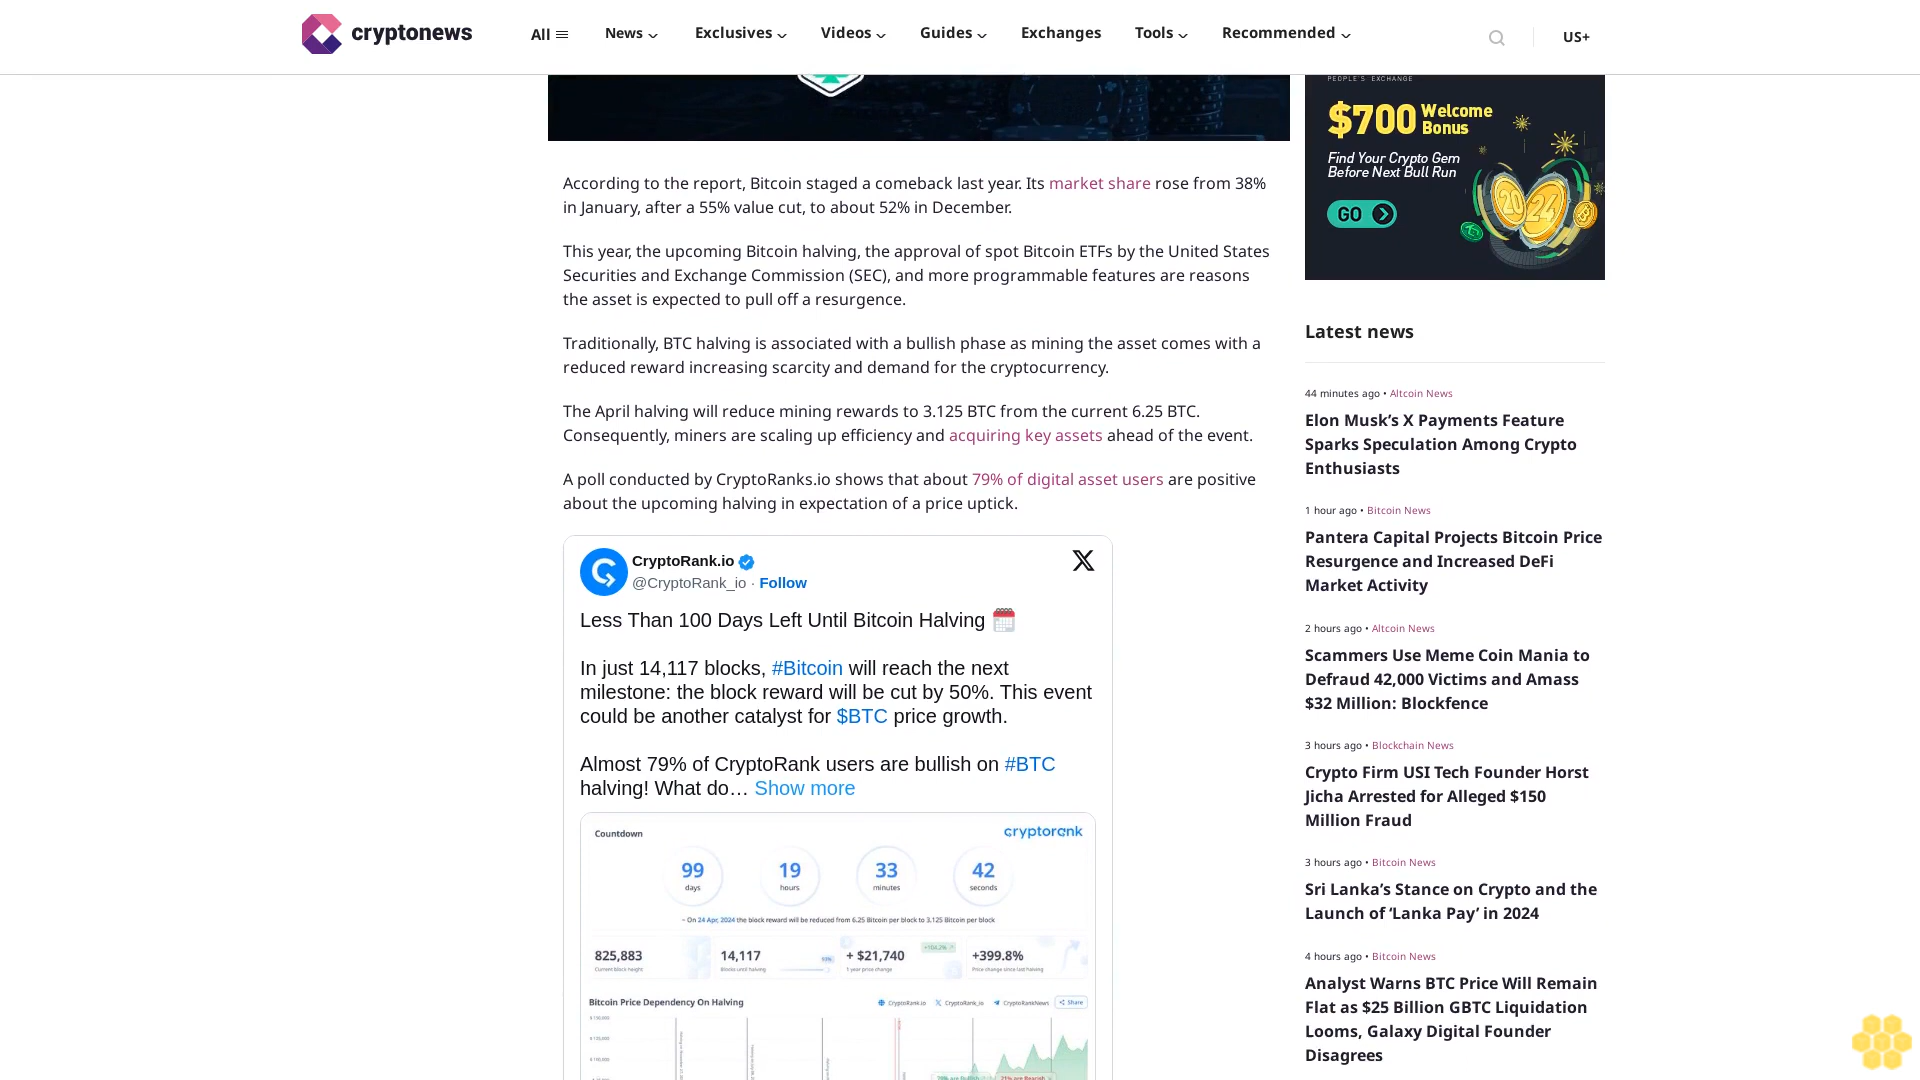 cryptonews
All
News
Exclusives
Videos
Guides
Exchanges
Tools
Recommended
US+
PEOPLE'S EXCHANGE
$700 Welcome Bonus
Find Your Crypto Gem
Before Next Bull Run
GO
2024
According to the report, Bitcoin staged a comeback last year. Its market share rose from 38%
in January, after a 55% value cut, to about 52% in December.
This year, the upcoming Bitcoin halving, the approval of spot Bitcoin ETFs by the United States
Securities and Exchange Commission (SEC), and more programmable features are reasons
the asset is expected to pull off a resurgence.
Traditionally, BTC halving is associated with a bullish phase as mining the asset comes with a
reduced reward increasing scarcity and demand for the cryptocurrency.
The April halving will reduce mining rewards to 3.125 BTC from the current 6.25 BTC.
Consequently, miners are scaling up efficiency and acquiring key assets ahead of the event.
A poll conducted by CryptoRanks.io shows that about 79% of digital asset users are positive
about the upcoming halving in expectation of a price uptick.
CryptoRank.io
@CryptoRank_io · Follow
Less Than 100 Days Left Until Bitcoin Halving
In just 14,117 blocks, #Bitcoin will reach the next
milestone: the block reward will be cut by 50%. This event
could be another catalyst for $BTC price growth.
Almost 79% of CryptoRank users are bullish on #BTC
halving! What do… Show more
Countdown
cryptorank
99 days
19 hours
33 minutes
42 seconds
~ On 24 Apr, 2024 the block reward will be reduced from 6.25 Bitcoin per block to 3.125 Bitcoin per block
825,883
Current block height
14,117
Blocks until halving
93%
+ $21,740
1 year price change
+104.2%
+399.8%
Price change since last halving
Bitcoin Price Dependency On Halving
CryptoRank.io
CryptoRank_io
CryptoRankNews
Share
79% are Bullish
21% are Bearish
Latest news
44 minutes ago • Altcoin News
Elon Musk’s X Payments Feature
Sparks Speculation Among Crypto
Enthusiasts
1 hour ago • Bitcoin News
Pantera Capital Projects Bitcoin Price
Resurgence and Increased DeFi
Market Activity
2 hours ago • Altcoin News
Scammers Use Meme Coin Mania to
Defraud 42,000 Victims and Amass
$32 Million: Blockfence
3 hours ago • Blockchain News
Crypto Firm USI Tech Founder Horst
Jicha Arrested for Alleged $150
Million Fraud
3 hours ago • Bitcoin News
Sri Lanka’s Stance on Crypto and the
Launch of ‘Lanka Pay’ in 2024
4 hours ago • Bitcoin News
Analyst Warns BTC Price Will Remain
Flat as $25 Billion GBTC Liquidation
Looms, Galaxy Digital Founder
Disagrees